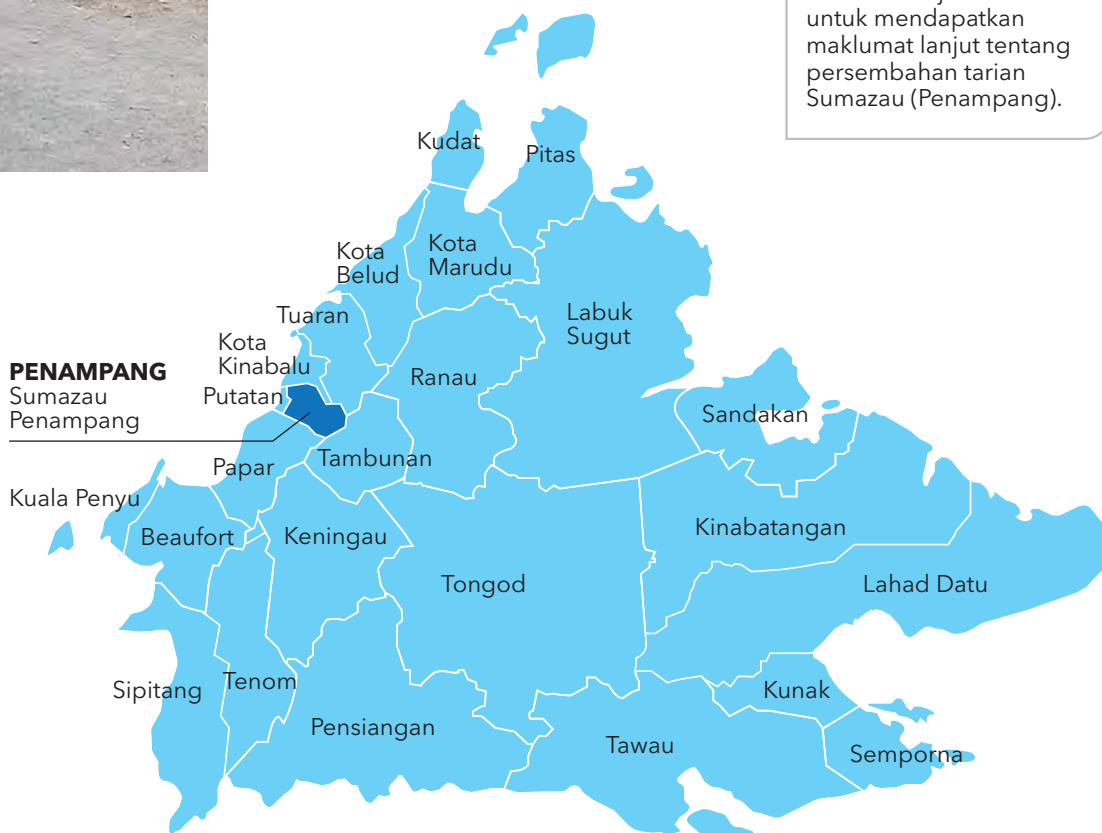 untuk mendapatkan
maklumat lanjut tentang
persembahan tarian
Sumazau (Penampang).
Kudat
Pitas
Kota
Belud
Kota
Marudu
Tuaran
Labuk
Sugut
Kota
Kinabalu
PENAMPANG
Sumazau
Penampang
Putatan
Ranau
Sandakan
Papar
Tambunan
Kuala Penyu
Beaufort
Keningau
Kinabatangan
Tongod
Lahad Datu
Sipitang
Tenom
Kunak
Pensiangan
Tawau
Semporna